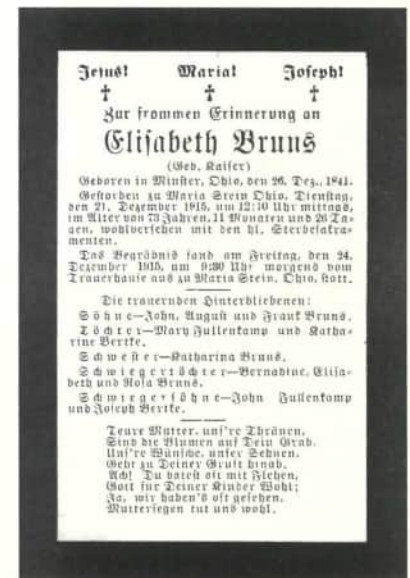 Jesus! Maria! Joseph!
† † †
Zur frommen Erinnerung an
Elisabeth Bruns
(Geb. Kaiser)
Geboren in Minster, Ohio, den 26. Dez., 1841.
Gestorben zu Maria Stein Ohio, Dienstag,
den 21. Dezember 1915, um 12:10 Uhr mittags,
im Alter von 73 Jahren, 11 Monaten und 26 Ta-
gen, wohlversehen mit den hl. Sterbesakra-
menten.
Das Begräbnis fand am Freitag, den 24.
Dezember 1915, um 9:30 Uhr morgens vom
Trauerhause aus zu Maria Stein, Ohio, statt.
Die trauernden Hinterbliebenen:
Söhne—John, August und Frank Bruns.
Töchter—Mary Fullenkamp und Katha-
rine Bertke.
Schwester—Katharina Bruns.
Schwiegertöchter—Bernadine, Elisa-
beth und Rosa Bruns.
Schwiegersöhne—John Fullenkamp
und Joseph Bertke.
Teure Mutter, uns're Thränen,
Sind die Blumen auf Dein Grab.
Uns're Wünsche, unser Sehnen,
Geht zu Deiner Gruft hinab.
Ach! Du batest oft mit Flehen,
Gott für Deiner Kinder Wohl;
Ja, wir haben's oft gesehen,
Muttersegen tut uns wohl.